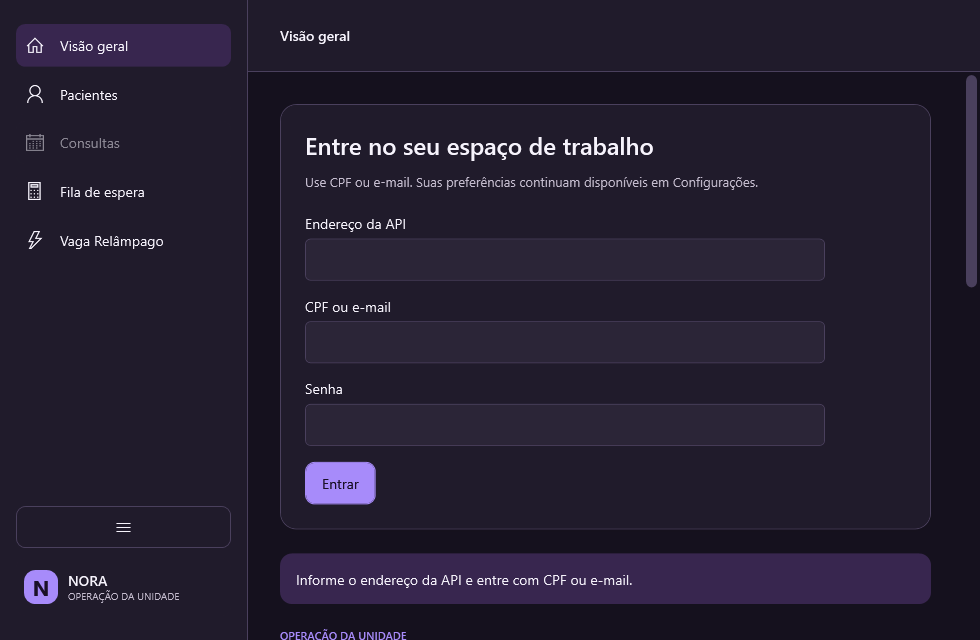 Visão geral
Pacientes
Consultas
Fila de espera
Vaga Relâmpago
N
NORA
OPERAÇÃO DA UNIDADE
Visão geral
Entre no seu espaço de trabalho
Use CPF ou e-mail. Suas preferências continuam disponíveis em Configurações.
Endereço da API
CPF ou e-mail
Senha
Entrar
Informe o endereço da API e entre com CPF ou e-mail.
OPERAÇÃO DA UNIDADE